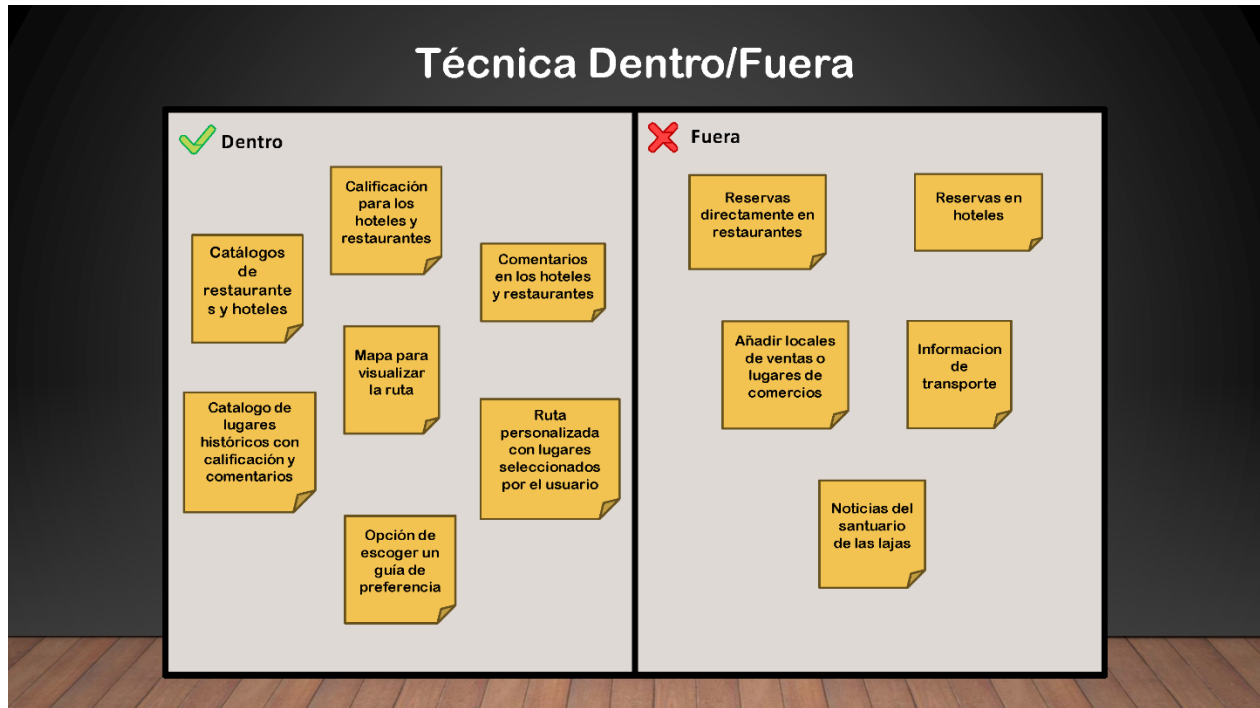 Técnica Dentro/Fuera
Dentro
Calificación
para los
hoteles y
restaurantes
Catálogos
de
restaurante
s y hoteles
Comentarios
en los hoteles
y restaurantes
Mapa para
visualizar
la ruta
Catalogo de
lugares
históricos con
calificación y
comentarios
Ruta
personalizada
con lugares
seleccionados
por el usuario
Opción de
escoger un
guía de
preferencia
Fuera
Reservas
directamente en
restaurantes
Reservas en
hoteles
Añadir locales
de ventas o
lugares de
comercios
Informacion
de
transporte
Noticias del
santuario
de las lajas